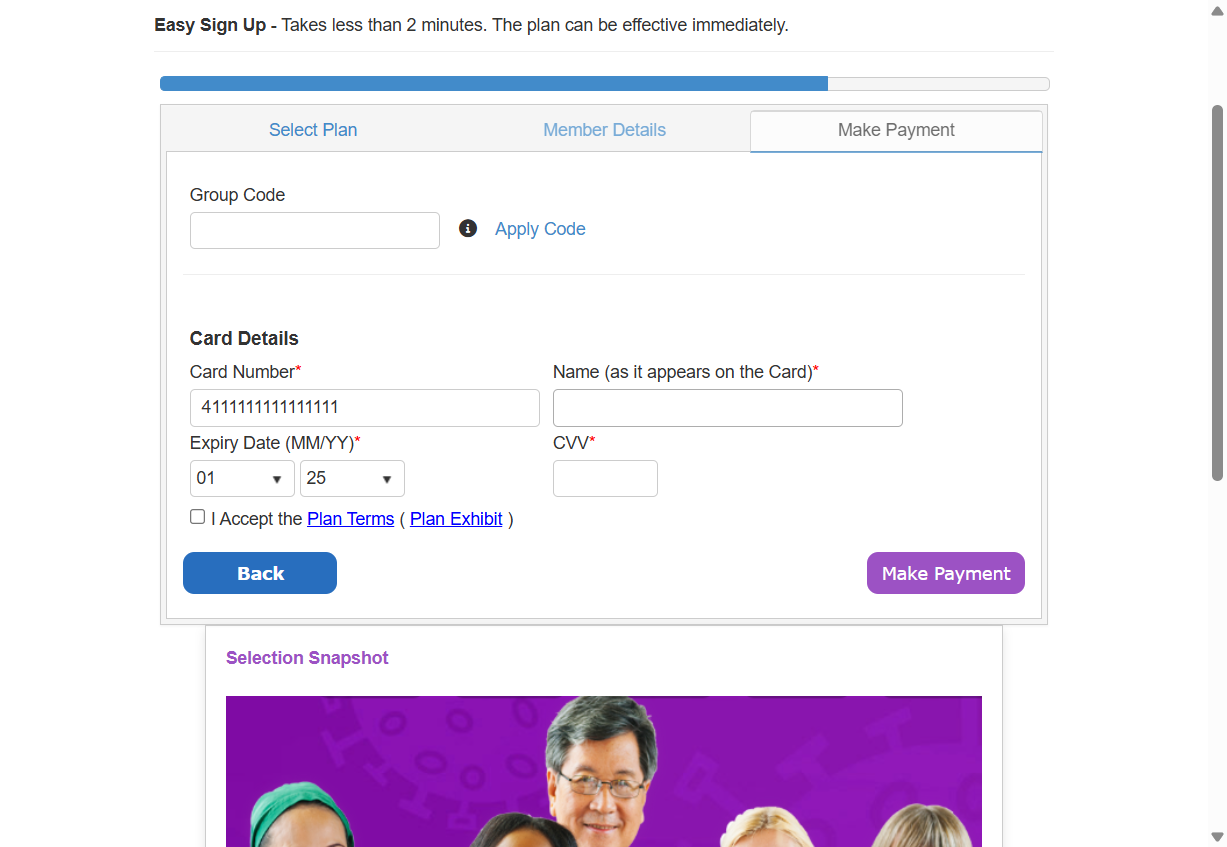 Easy Sign Up - Takes less than 2 minutes. The plan can be effective immediately.
Select Plan Member Details Make Payment
Group Code
Apply Code
Card Details
Card Number* Name (as it appears on the Card)*
4111111111111111
Expiry Date (MM/YY)* CVV*
01 25
I Accept the Plan Terms ( Plan Exhibit )
Back Make Payment
Selection Snapshot